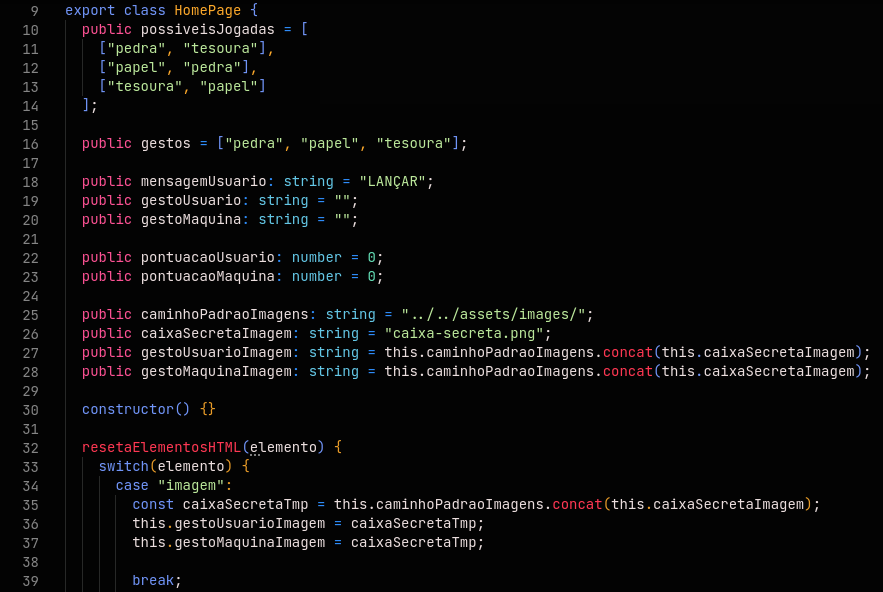 9 export class HomePage {
10 public possiveisJogadas = [
11 ["pedra", "tesoura"],
12 ["papel", "pedra"],
13 ["tesoura", "papel"]
14 ];
15
16 public gestos = ["pedra", "papel", "tesoura"];
17
18 public mensagemUsuario: string = "LANÇAR";
19 public gestoUsuario: string = "";
20 public gestoMaquina: string = "";
21
22 public pontuacaoUsuario: number = 0;
23 public pontuacaoMaquina: number = 0;
24
25 public caminhoPadraoImagens: string = "../../assets/images/";
26 public caixaSecretaImagem: string = "caixa-secreta.png";
27 public gestoUsuarioImagem: string = this.caminhoPadraoImagens.concat(this.caixaSecretaImagem);
28 public gestoMaquinaImagem: string = this.caminhoPadraoImagens.concat(this.caixaSecretaImagem);
29
30 constructor() {}
31
32 resetaElementosHTML(elemento) {
33 switch(elemento) {
34 case "imagem":
35 const caixaSecretaTmp = this.caminhoPadraoImagens.concat(this.caixaSecretaImagem);
36 this.gestoUsuarioImagem = caixaSecretaTmp;
37 this.gestoMaquinaImagem = caixaSecretaTmp;
38
39 break;